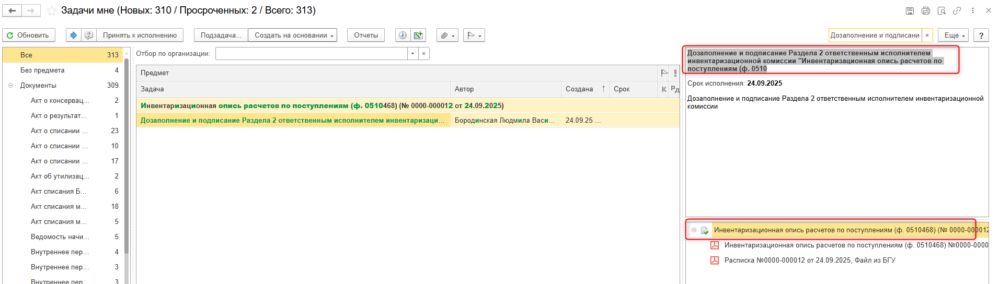 Задачи мне (Новых: 310 / Просроченных: 2 / Всего: 313)
Обновить
Принять к исполнению
Подзадача...
Создать на основании
Отчеты
Дозаполнение и подписани
×
Еще
?
Все 313
Без предмета 4
Документы 309
Акт о консервац... 2
Акт о результат... 1
Акт о списании ... 23
Акт о списании ... 10
Акт о списании ... 17
Акт об утилизац... 2
Акт списания Б... 6
Акт списания м... 18
Акт списания м... 5
Ведомость начи... 5
Внутреннее пер... 4
Внутреннее пер... 3
Внутреннее пер 3
Отбор по организации:
Предмет
Задача Автор Создана ↑ Срок К Рд
Инвентаризационная опись расчетов по поступлениям (ф. 0510468) (№ 0000-000012 от 24.09.2025)
Дозаполнение и подписание Раздела 2 ответственным исполнителем инвентаризаци... Бородинская Людмила Васи... 24.09.25 ...
Дозаполнение и подписание Раздела 2 ответственным исполнителем
инвентаризационной комиссии "Инвентаризационная опись расчетов по
поступлениям (ф. 0510
Срок исполнения: 24.09.2025
Дозаполнение и подписание Раздела 2 ответственным исполнителем инвентаризационной
комиссии
Инвентаризационная опись расчетов по поступлениям (ф. 0510468) (№ 0000-000012
Инвентаризационная опись расчетов по поступлениям (ф. 0510468) №0000-0000
Расписка №0000-000012 от 24.09.2025, Файл из БГУ